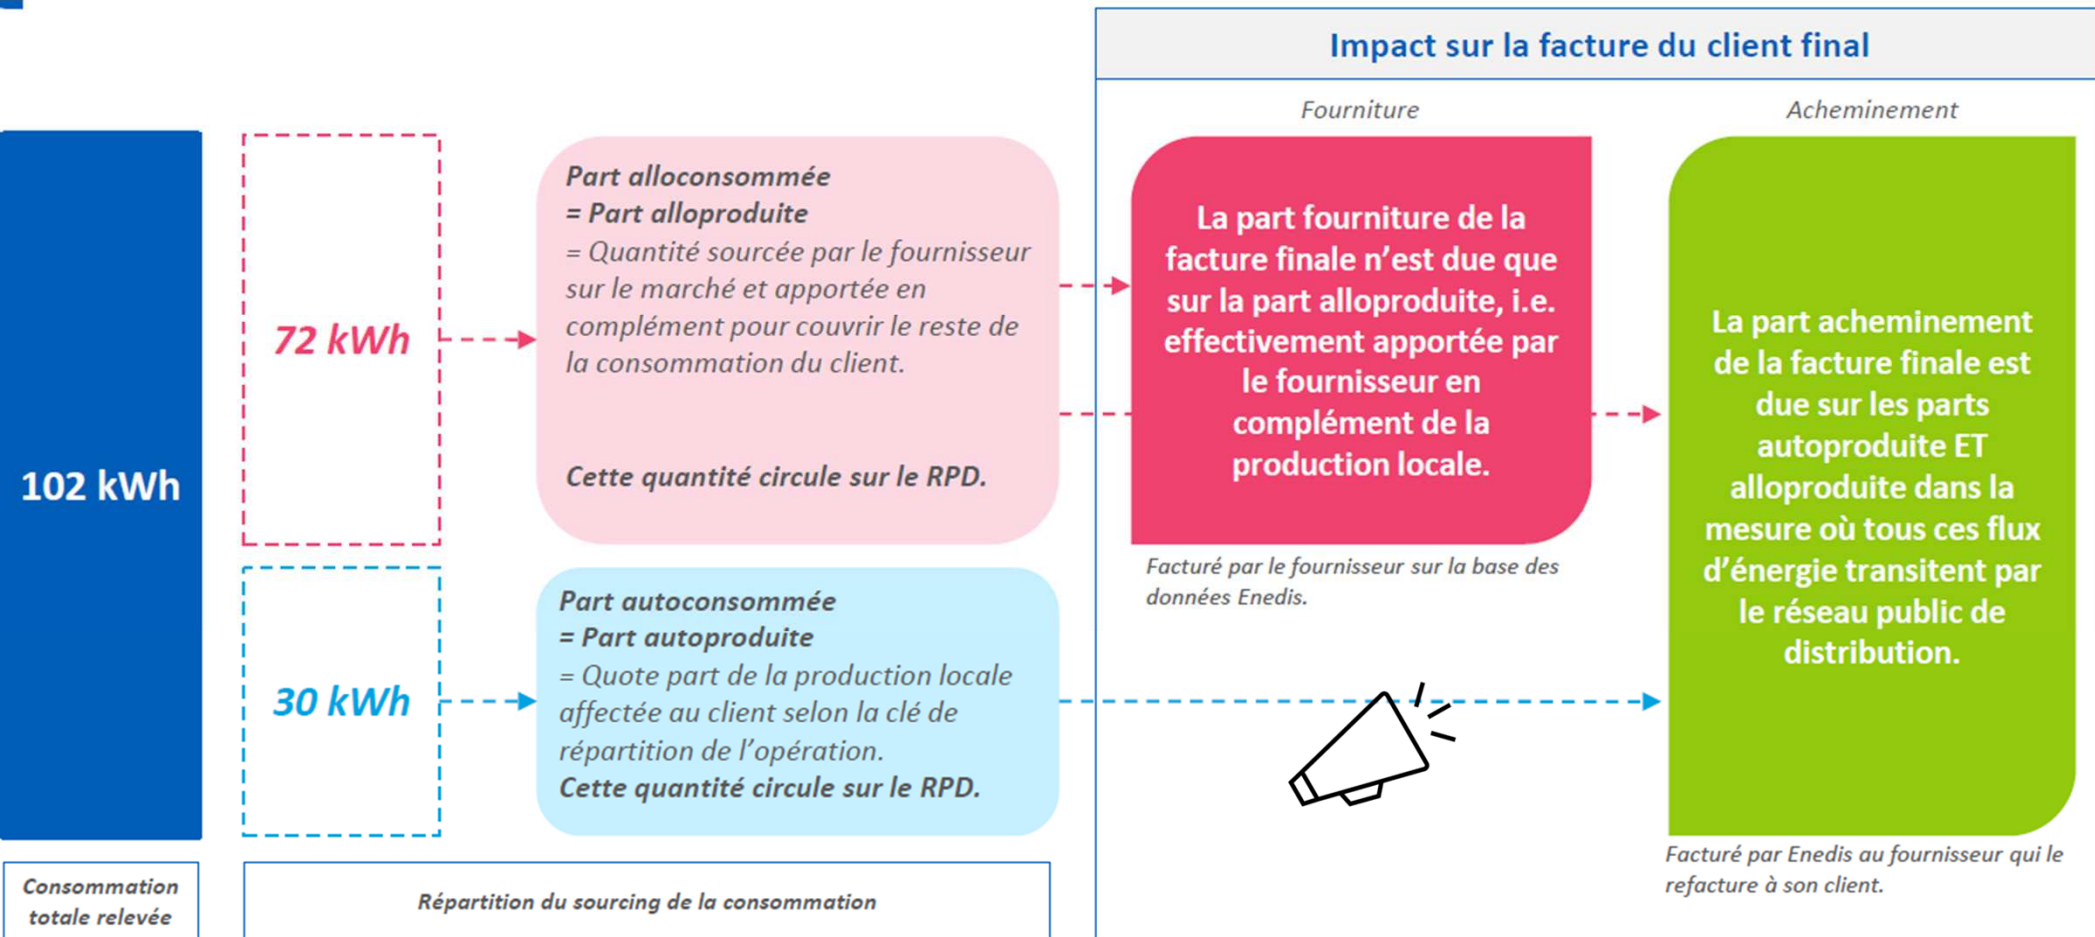 Impact sur la facture du client final
Fourniture
Acheminement
102 kWh
72 kWh
Part alloconsommée
= Part alloproduite
= Quantité sourcée par le fournisseur
sur le marché et apportée en
complément pour couvrir le reste de
la consommation du client.
Cette quantité circule sur le RPD.
La part fourniture de la
facture finale n’est due que
sur la part alloproduite, i.e.
effectivement apportée par
le fournisseur en
complément de la
production locale.
Facturé par le fournisseur sur la base des
données Enedis.
30 kWh
Part autoconsommée
= Part autoproduite
= Quote part de la production locale
affectée au client selon la clé de
répartition de l’opération.
Cette quantité circule sur le RPD.
La part acheminement
de la facture finale est
due sur les parts
autoproduite ET
alloproduite dans la
mesure où tous ces flux
d’énergie transitent par
le réseau public de
distribution.
Facturé par Enedis au fournisseur qui le
refacture à son client.
Consommation
totale relevée
Répartition du sourcing de la consommation